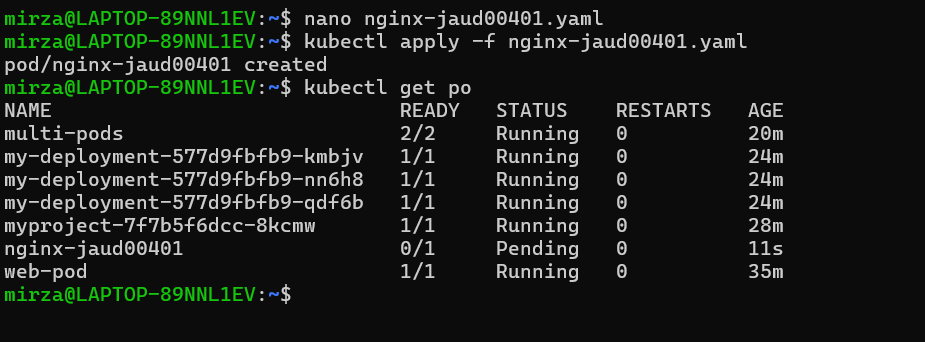 mirza@LAPTOP-89NNL1EV:~$ nano nginx-jaud00401.yaml
mirza@LAPTOP-89NNL1EV:~$ kubectl apply -f nginx-jaud00401.yaml
pod/nginx-jaud00401 created
mirza@LAPTOP-89NNL1EV:~$ kubectl get po
NAME                             READY   STATUS    RESTARTS   AGE
multi-pods                       2/2     Running   0          20m
my-deployment-577d9fbfb9-kmbjv   1/1     Running   0          24m
my-deployment-577d9fbfb9-nn6h8   1/1     Running   0          24m
my-deployment-577d9fbfb9-qdf6b   1/1     Running   0          24m
myproject-7f7b5f6dcc-8kcmw       1/1     Running   0          28m
nginx-jaud00401                  0/1     Pending   0          11s
web-pod                          1/1     Running   0          35m
mirza@LAPTOP-89NNL1EV:~$